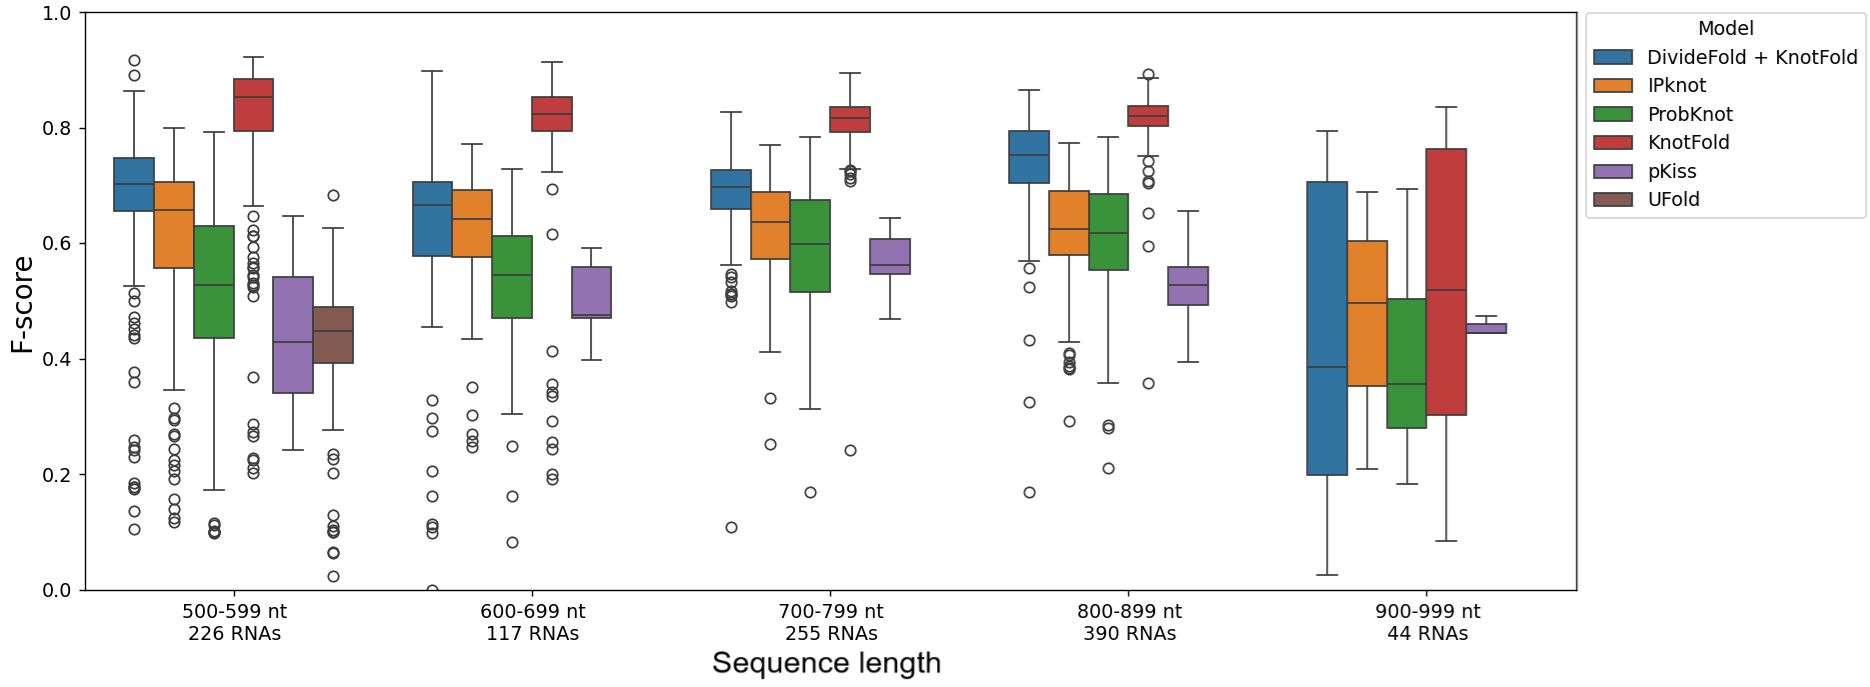 F-score
1.0
0.8
0.6
0.4
0.2
0.0
500-599 nt
226 RNAs
600-699 nt
117 RNAs
700-799 nt
255 RNAs
800-899 nt
390 RNAs
900-999 nt
44 RNAs
Sequence length
Model
DivideFold + KnotFold
IPknot
ProbKnot
KnotFold
pKiss
UFold